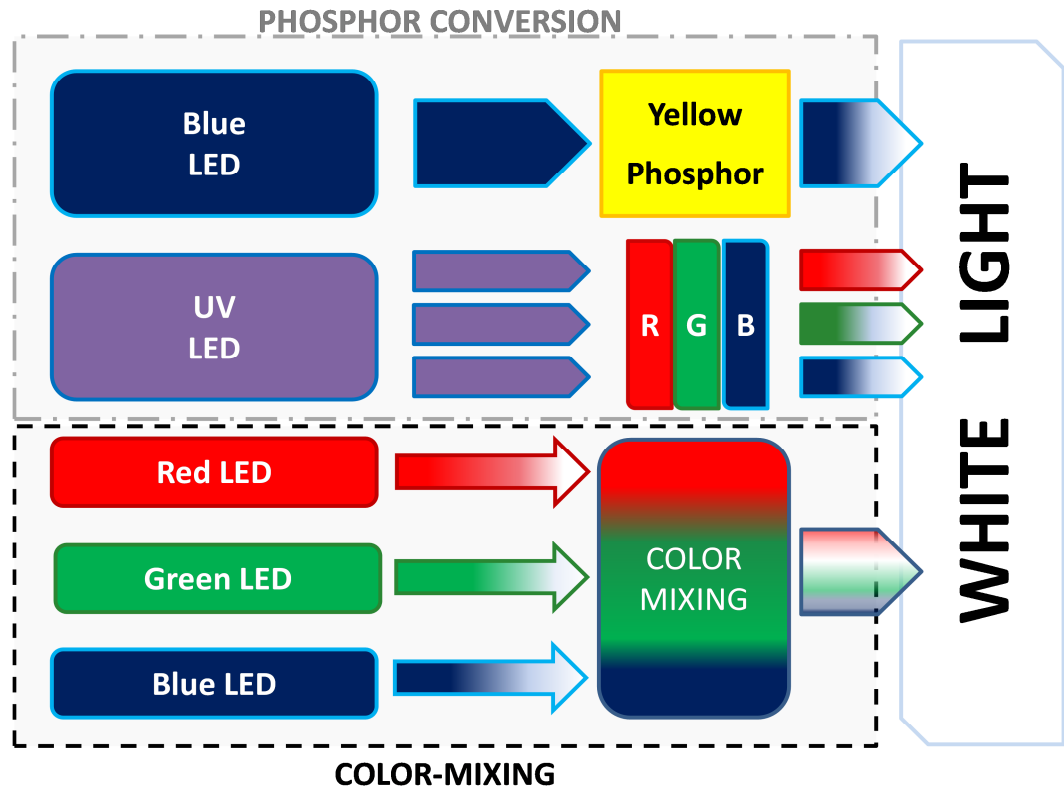 PHOSPHOR CONVERSION
Blue
LED
Yellow
Phosphor
UV
LED
R G B
Red LED
Green LED
Blue LED
COLOR
MIXING
WHITE LIGHT
COLOR-MIXING